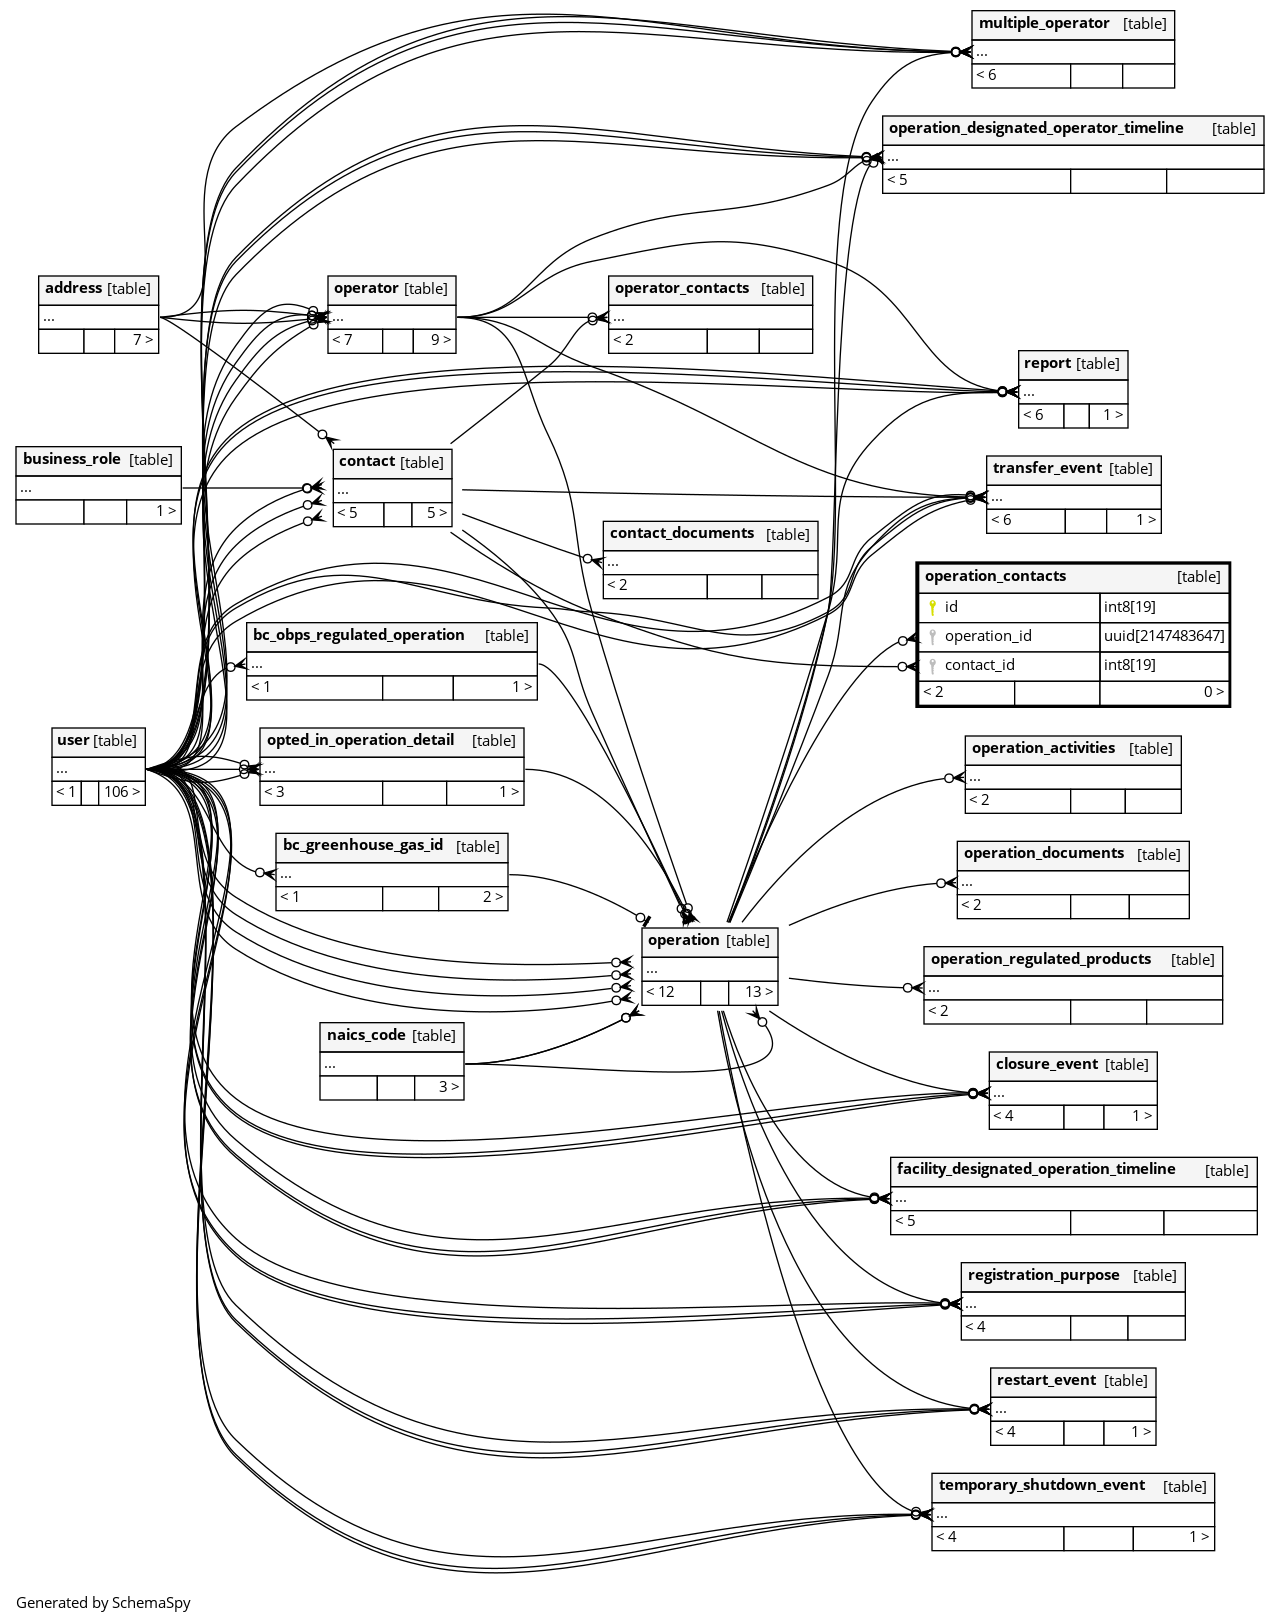 multiple_operator [table]
...
< 6
operation_designated_operator_timeline [table]
...
< 5
address [table]
...
7 >
operator [table]
...
< 7 9 >
operator_contacts [table]
...
< 2
report [table]
...
< 6 1 >
business_role [table]
...
1 >
contact [table]
...
< 5 5 >
transfer_event [table]
...
< 6 1 >
contact_documents [table]
...
< 2
operation_contacts [table]
id int8[19]
operation_id uuid[2147483647]
contact_id int8[19]
< 2 0 >
bc_obps_regulated_operation [table]
...
< 1 1 >
user [table]
...
< 1 106 >
opted_in_operation_detail [table]
...
< 3 1 >
operation_activities [table]
...
< 2
bc_greenhouse_gas_id [table]
...
< 1 2 >
operation_documents [table]
...
< 2
operation [table]
...
< 12 13 >
operation_regulated_products [table]
...
< 2
naics_code [table]
...
3 >
closure_event [table]
...
< 4 1 >
facility_designated_operation_timeline [table]
...
< 5
registration_purpose [table]
...
< 4
restart_event [table]
...
< 4 1 >
temporary_shutdown_event [table]
...
< 4 1 >
Generated by SchemaSpy